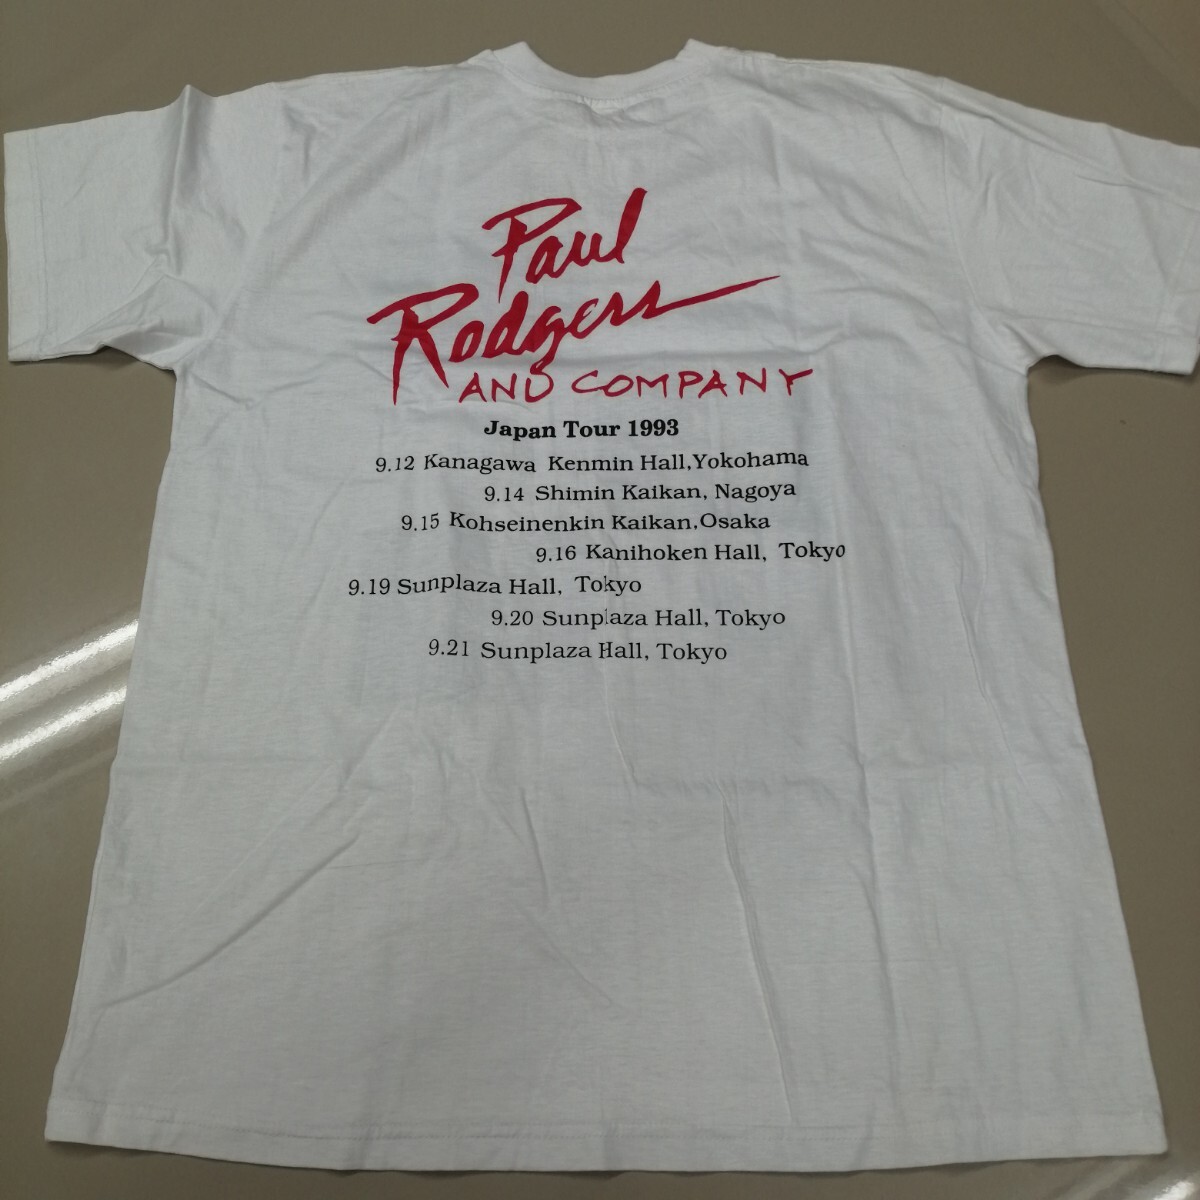 Paul
Rodgers
AND COMPANY
Japan Tour 1993
9.12 Kanagawa Kenmin Hall,Yokohama
9.14 Shimin Kaikan, Nagoya
9.15 Kohseinenkin Kaikan,Osaka
9.16 Kanihoken Hall, Tokyo
9.19 Sunplaza Hall, Tokyo
9.20 Sunplaza Hall, Tokyo
9.21 Sunplaza Hall, Tokyo